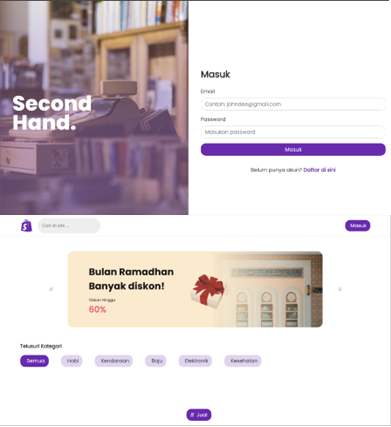 Masuk
Email
Contoh: johndee@gmail.com
Password
Masukan password
Second
Hand.
Masuk
Belum punya akun? Daftar di sini
Cari di sini ...
Masuk
Bulan Ramadhan
Banyak diskon!
Diskon Hingga
60%
Telusuri Kategori
Semua
Hobi
Kendaraan
Baju
Elektronik
Kesehatan
Jual